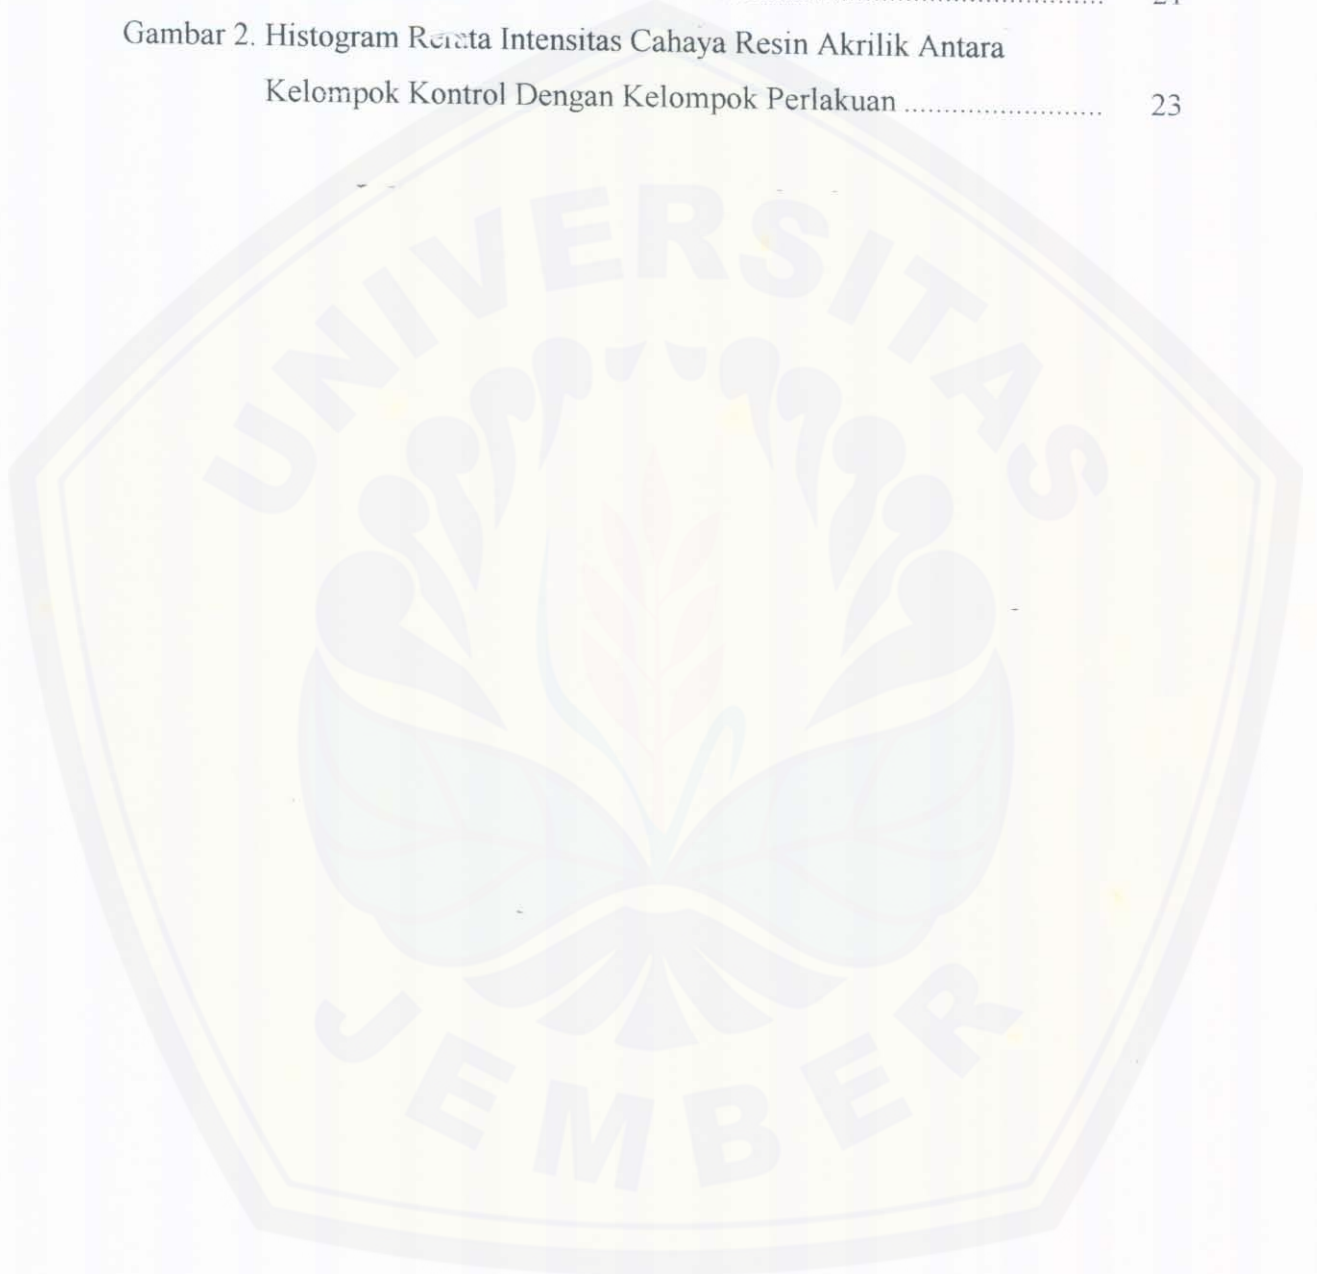 Gambar 2. Histogram Rerata Intensitas Cahaya Resin Akrilik Antara
Kelompok Kontrol Dengan Kelompok Perlakuan ......................... 23
UNIVERSITAS
JEMBER